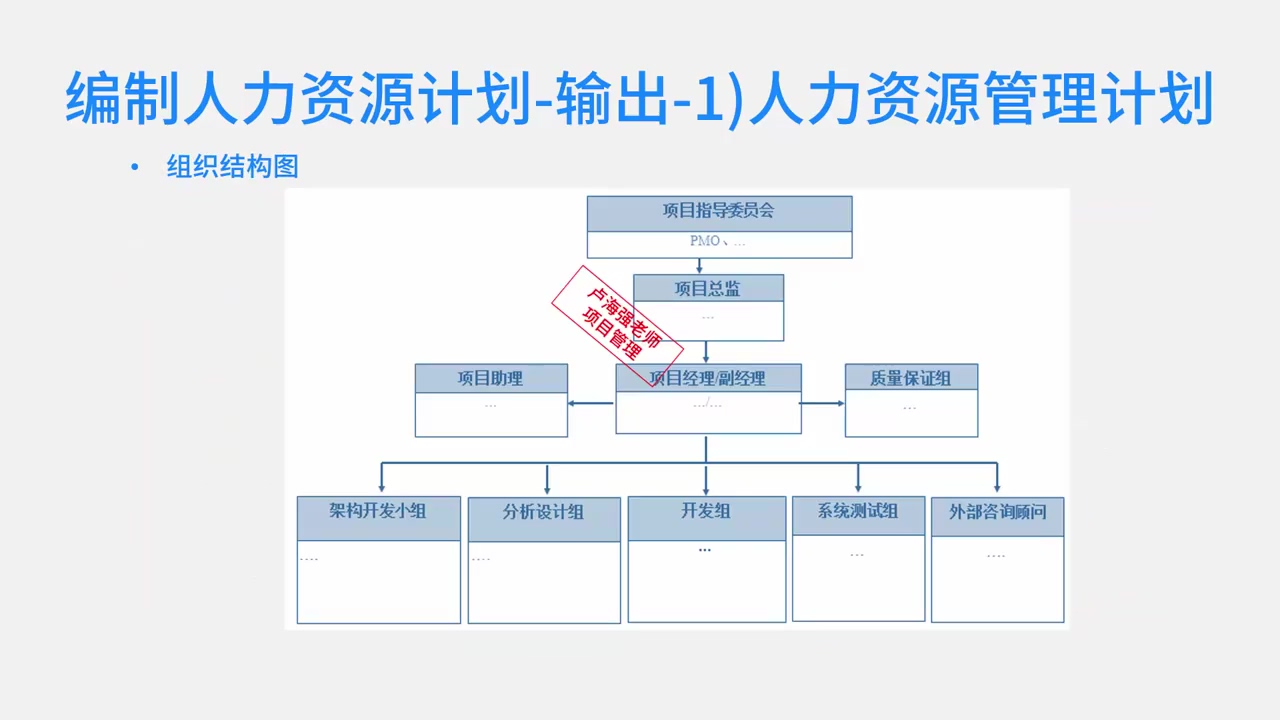 编制人力资源计划-输出-1)人力资源管理计划
• 组织结构图
项目指导委员会
PMO、...
项目总监
...
卢海强老师
项目管理
项目助理
...
项目经理/副经理
.../...
质量保证组
...
架构开发小组
....
分析设计组
....
开发组
...
系统测试组
...
外部咨询顾问
....